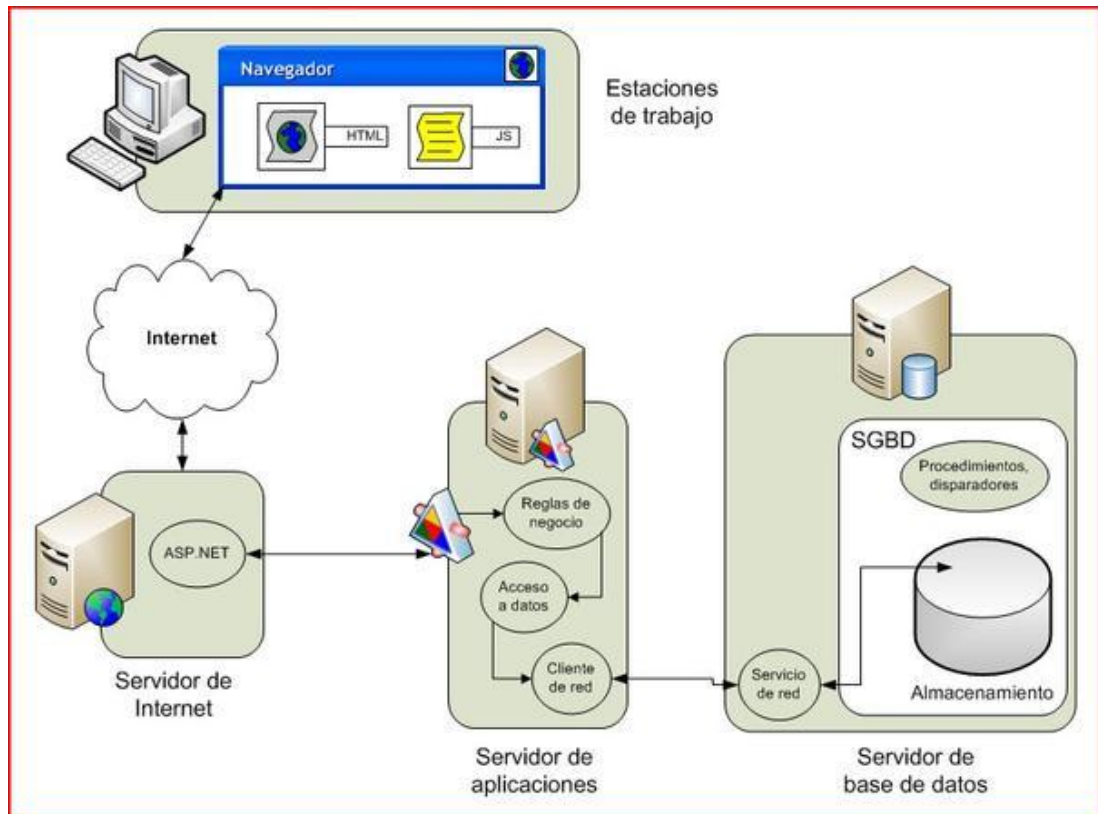 Navegador
HTML
JS
Estaciones
de trabajo
Internet
SGBD
Procedimientos,
disparadores
Reglas de
negocio
ASP.NET
Acceso
a datos
Cliente
de red
Servicio
de red
Almacenamiento
Servidor de
Internet
Servidor de
aplicaciones
Servidor de
base de datos